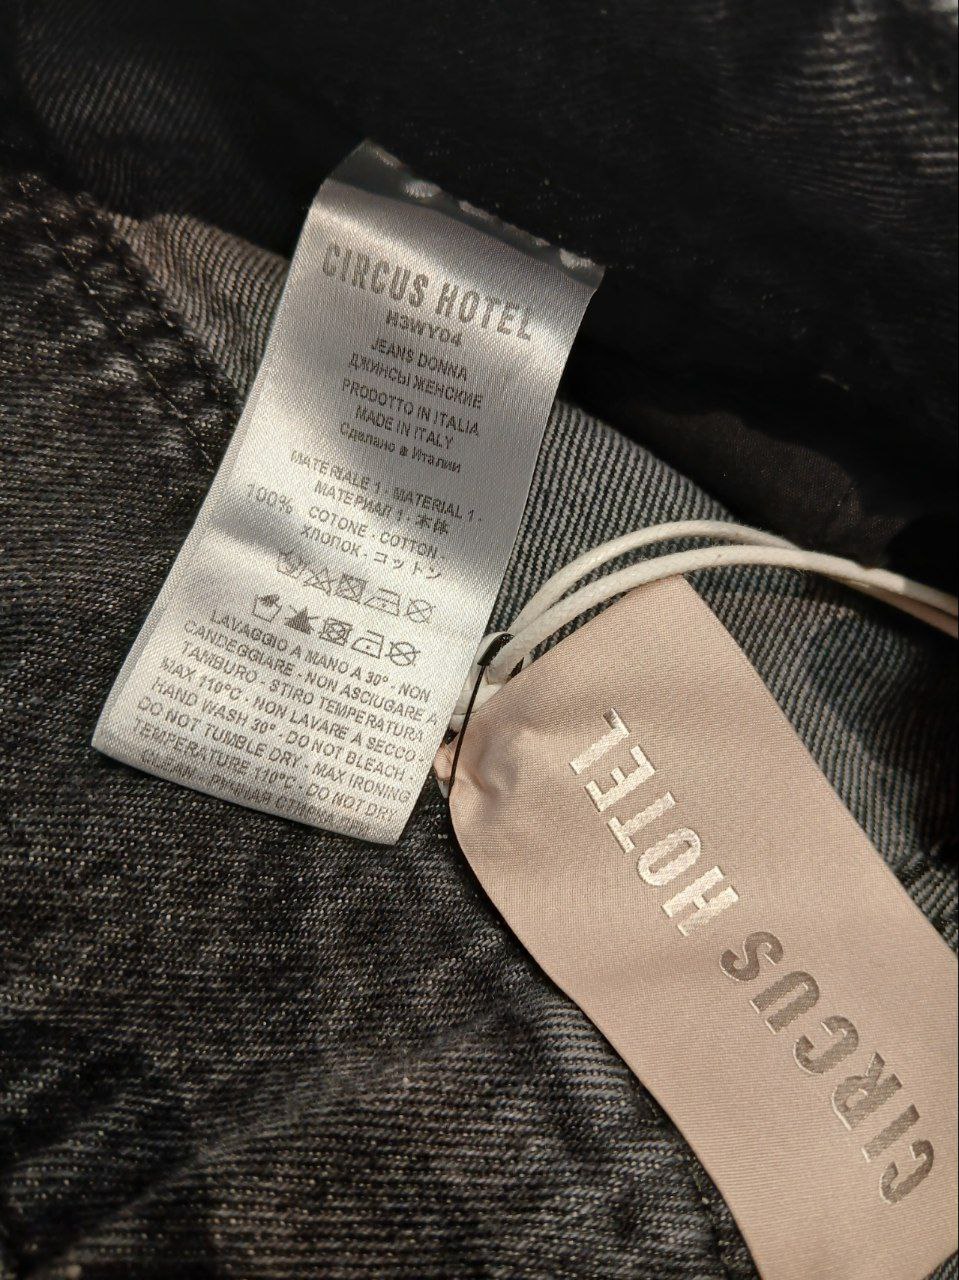 CIRCUS HOTEL
H3WY04
JEANS DONNA
ДЖИНСЫ ЖЕНСКИЕ
PRODOTTO IN ITALIA
MADE IN ITALY
Сделано в Италии
MATERIALE 1 - MATERIAL 1 -
МАТЕРИАЛ 1 - 本体
100% COTONE - COTTON -
ХЛОПОК - コットン
LAVAGGIO A MANO A 30° - NON
CANDEGGIARE - NON ASCIUGARE A
TAMBURO - STIRO TEMPERATURA
MAX 110°C - NON LAVARE A SECCO
HAND WASH 30° - DO NOT BLEACH
DO NOT TUMBLE DRY - MAX IRONING
TEMPERATURE 110°C - DO NOT DRY
CIRCUS HOTEL